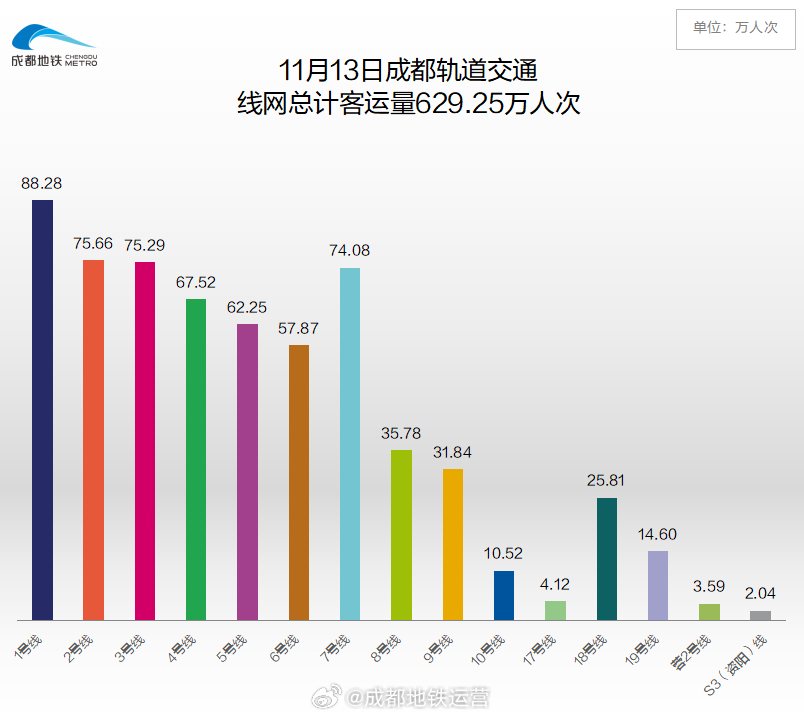 成都地铁 CHENGDU METRO
单位：万人次
11月13日成都轨道交通
线网总计客运量629.25万人次
88.28
75.66
75.29
67.52
62.25
57.87
74.08
35.78
31.84
10.52
4.12
25.81
14.60
3.59
2.04
1号线
2号线
3号线
4号线
5号线
6号线
7号线
8号线
9号线
10号线
17号线
18号线
19号线
蓉2号线
S3（资阳）线
@成都地铁运营